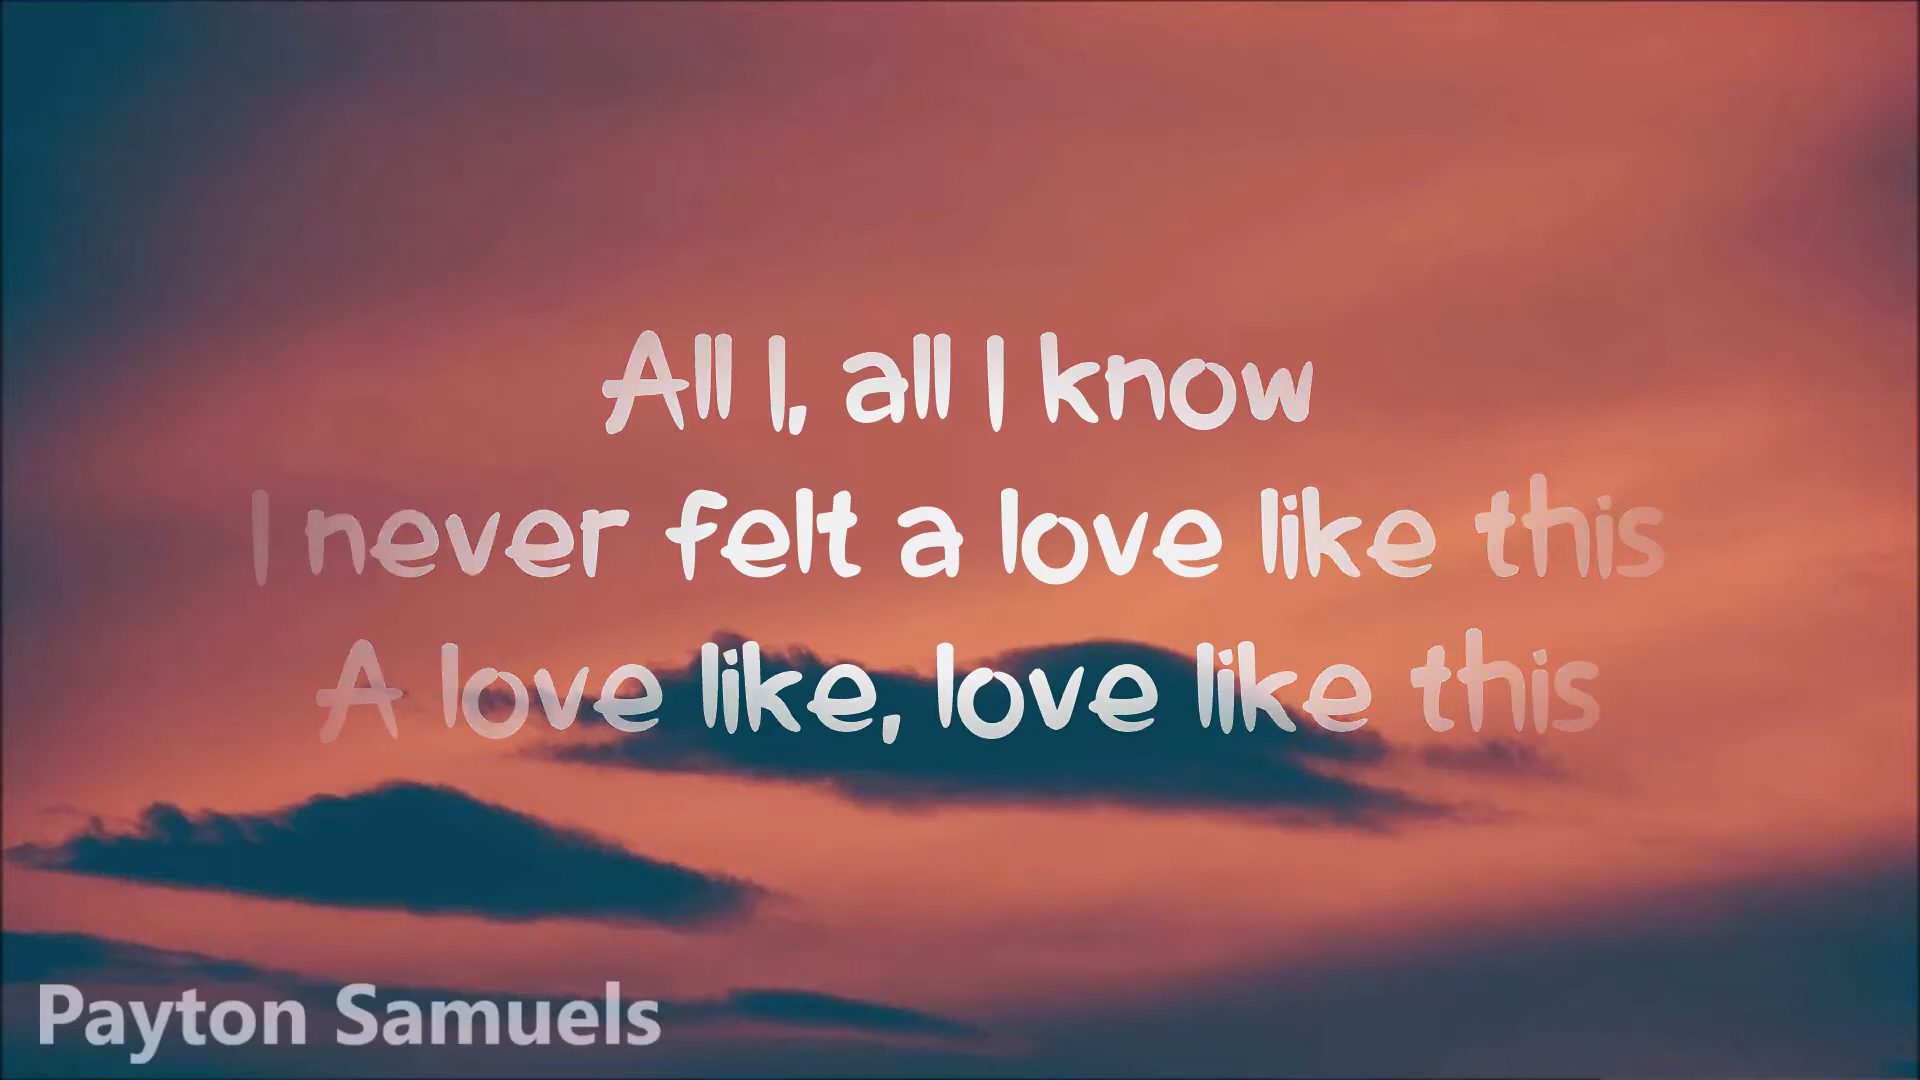 All I, all I know
I never felt a love like this
A love like, love like this
Payton Samuels